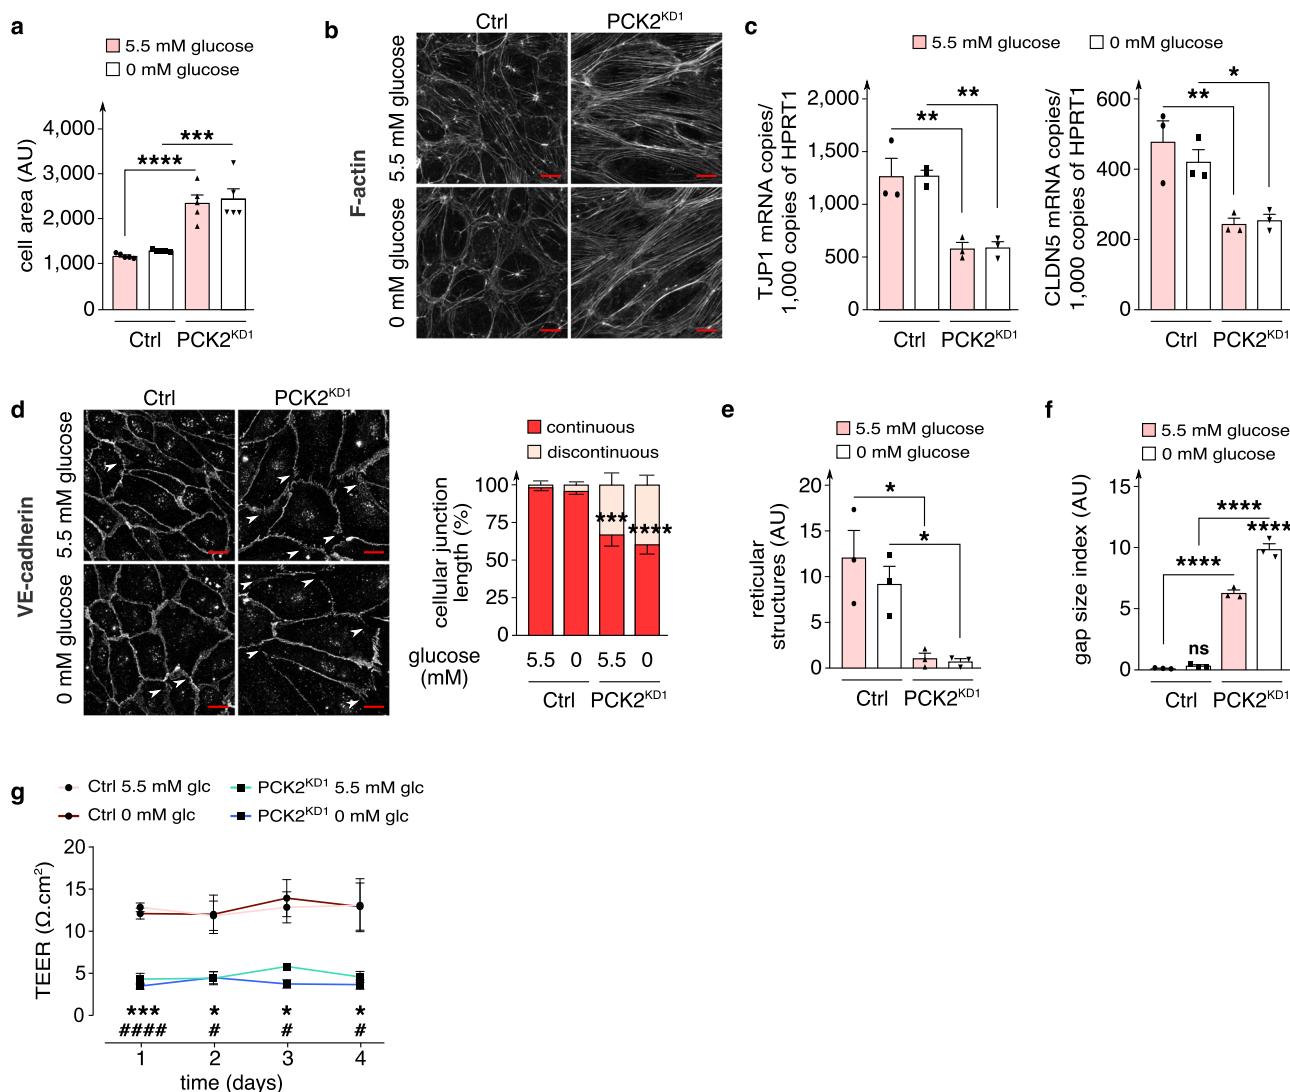 a
5.5 mM glucose
0 mM glucose
cell area (AU)
4,000
3,000
2,000
1,000
0
****
***
Ctrl PCK2KD1
b
Ctrl PCK2KD1
F-actin
5.5 mM glucose
0 mM glucose
c
5.5 mM glucose 0 mM glucose
TJP1 mRNA copies/
1,000 copies of HPRT1
2,000
1,500
1,000
500
0
**
**
Ctrl PCK2KD1
CLDN5 mRNA copies/
1,000 copies of HPRT1
600
400
200
0
*
**
Ctrl PCK2KD1
d
Ctrl PCK2KD1
VE-cadherin
5.5 mM glucose
0 mM glucose
continuous
discontinuous
cellular junction
length (%)
100
75
50
25
0
***
****
glucose
(mM)
5.5 0 5.5 0
Ctrl PCK2KD1
e
5.5 mM glucose
0 mM glucose
reticular
structures (AU)
20
15
10
5
0
*
*
Ctrl PCK2KD1
f
5.5 mM glucose
0 mM glucose
gap size index (AU)
15
10
5
0
****
****
****
ns
Ctrl PCK2KD1
g
Ctrl 5.5 mM glc PCK2KD1 5.5 mM glc
Ctrl 0 mM glc PCK2KD1 0 mM glc
TEER (Ω.cm2)
20
15
10
5
0
*** * * *
#### # # #
1 2 3 4
time (days)